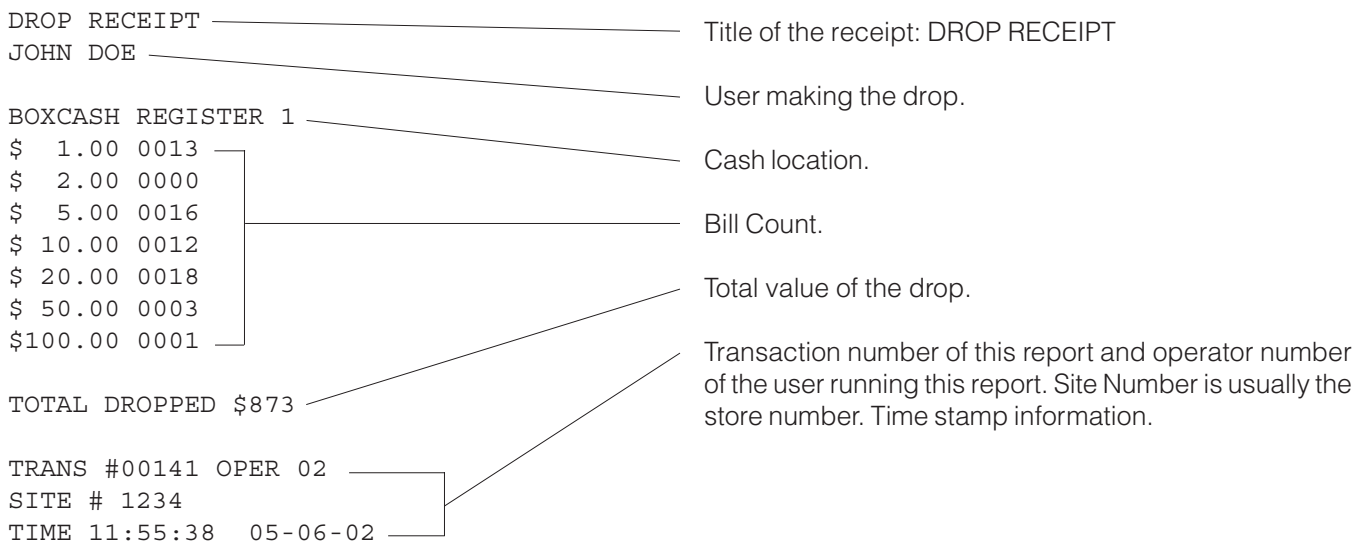 DROP RECEIPT
JOHN DOE
BOXCASH REGISTER 1
$   1.00 0013
$   2.00 0000
$   5.00 0016
$ 10.00 0012
$ 20.00 0018
$ 50.00 0003
$100.00 0001
TOTAL DROPPED $873
TRANS #00141 OPER 02
SITE # 1234
TIME 11:55:38  05-06-02
Title of the receipt: DROP RECEIPT
User making the drop.
Cash location.
Bill Count.
Total value of the drop.
Transaction number of this report and operator number
of the user running this report. Site Number is usually the
store number. Time stamp information.